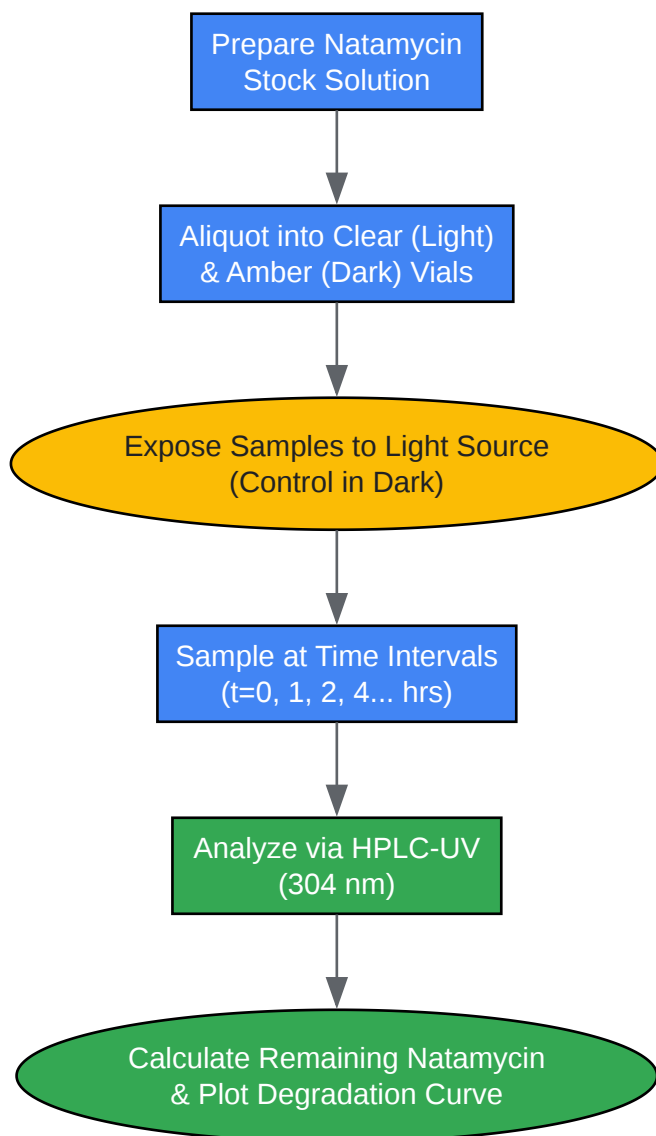 Prepare Natamycin
Stock Solution
Aliquot into Clear (Light)
& Amber (Dark) Vials
Expose Samples to Light Source
(Control in Dark)
Sample at Time Intervals
(t=0, 1, 2, 4... hrs)
Analyze via HPLC-UV
(304 nm)
Calculate Remaining Natamycin
& Plot Degradation Curve